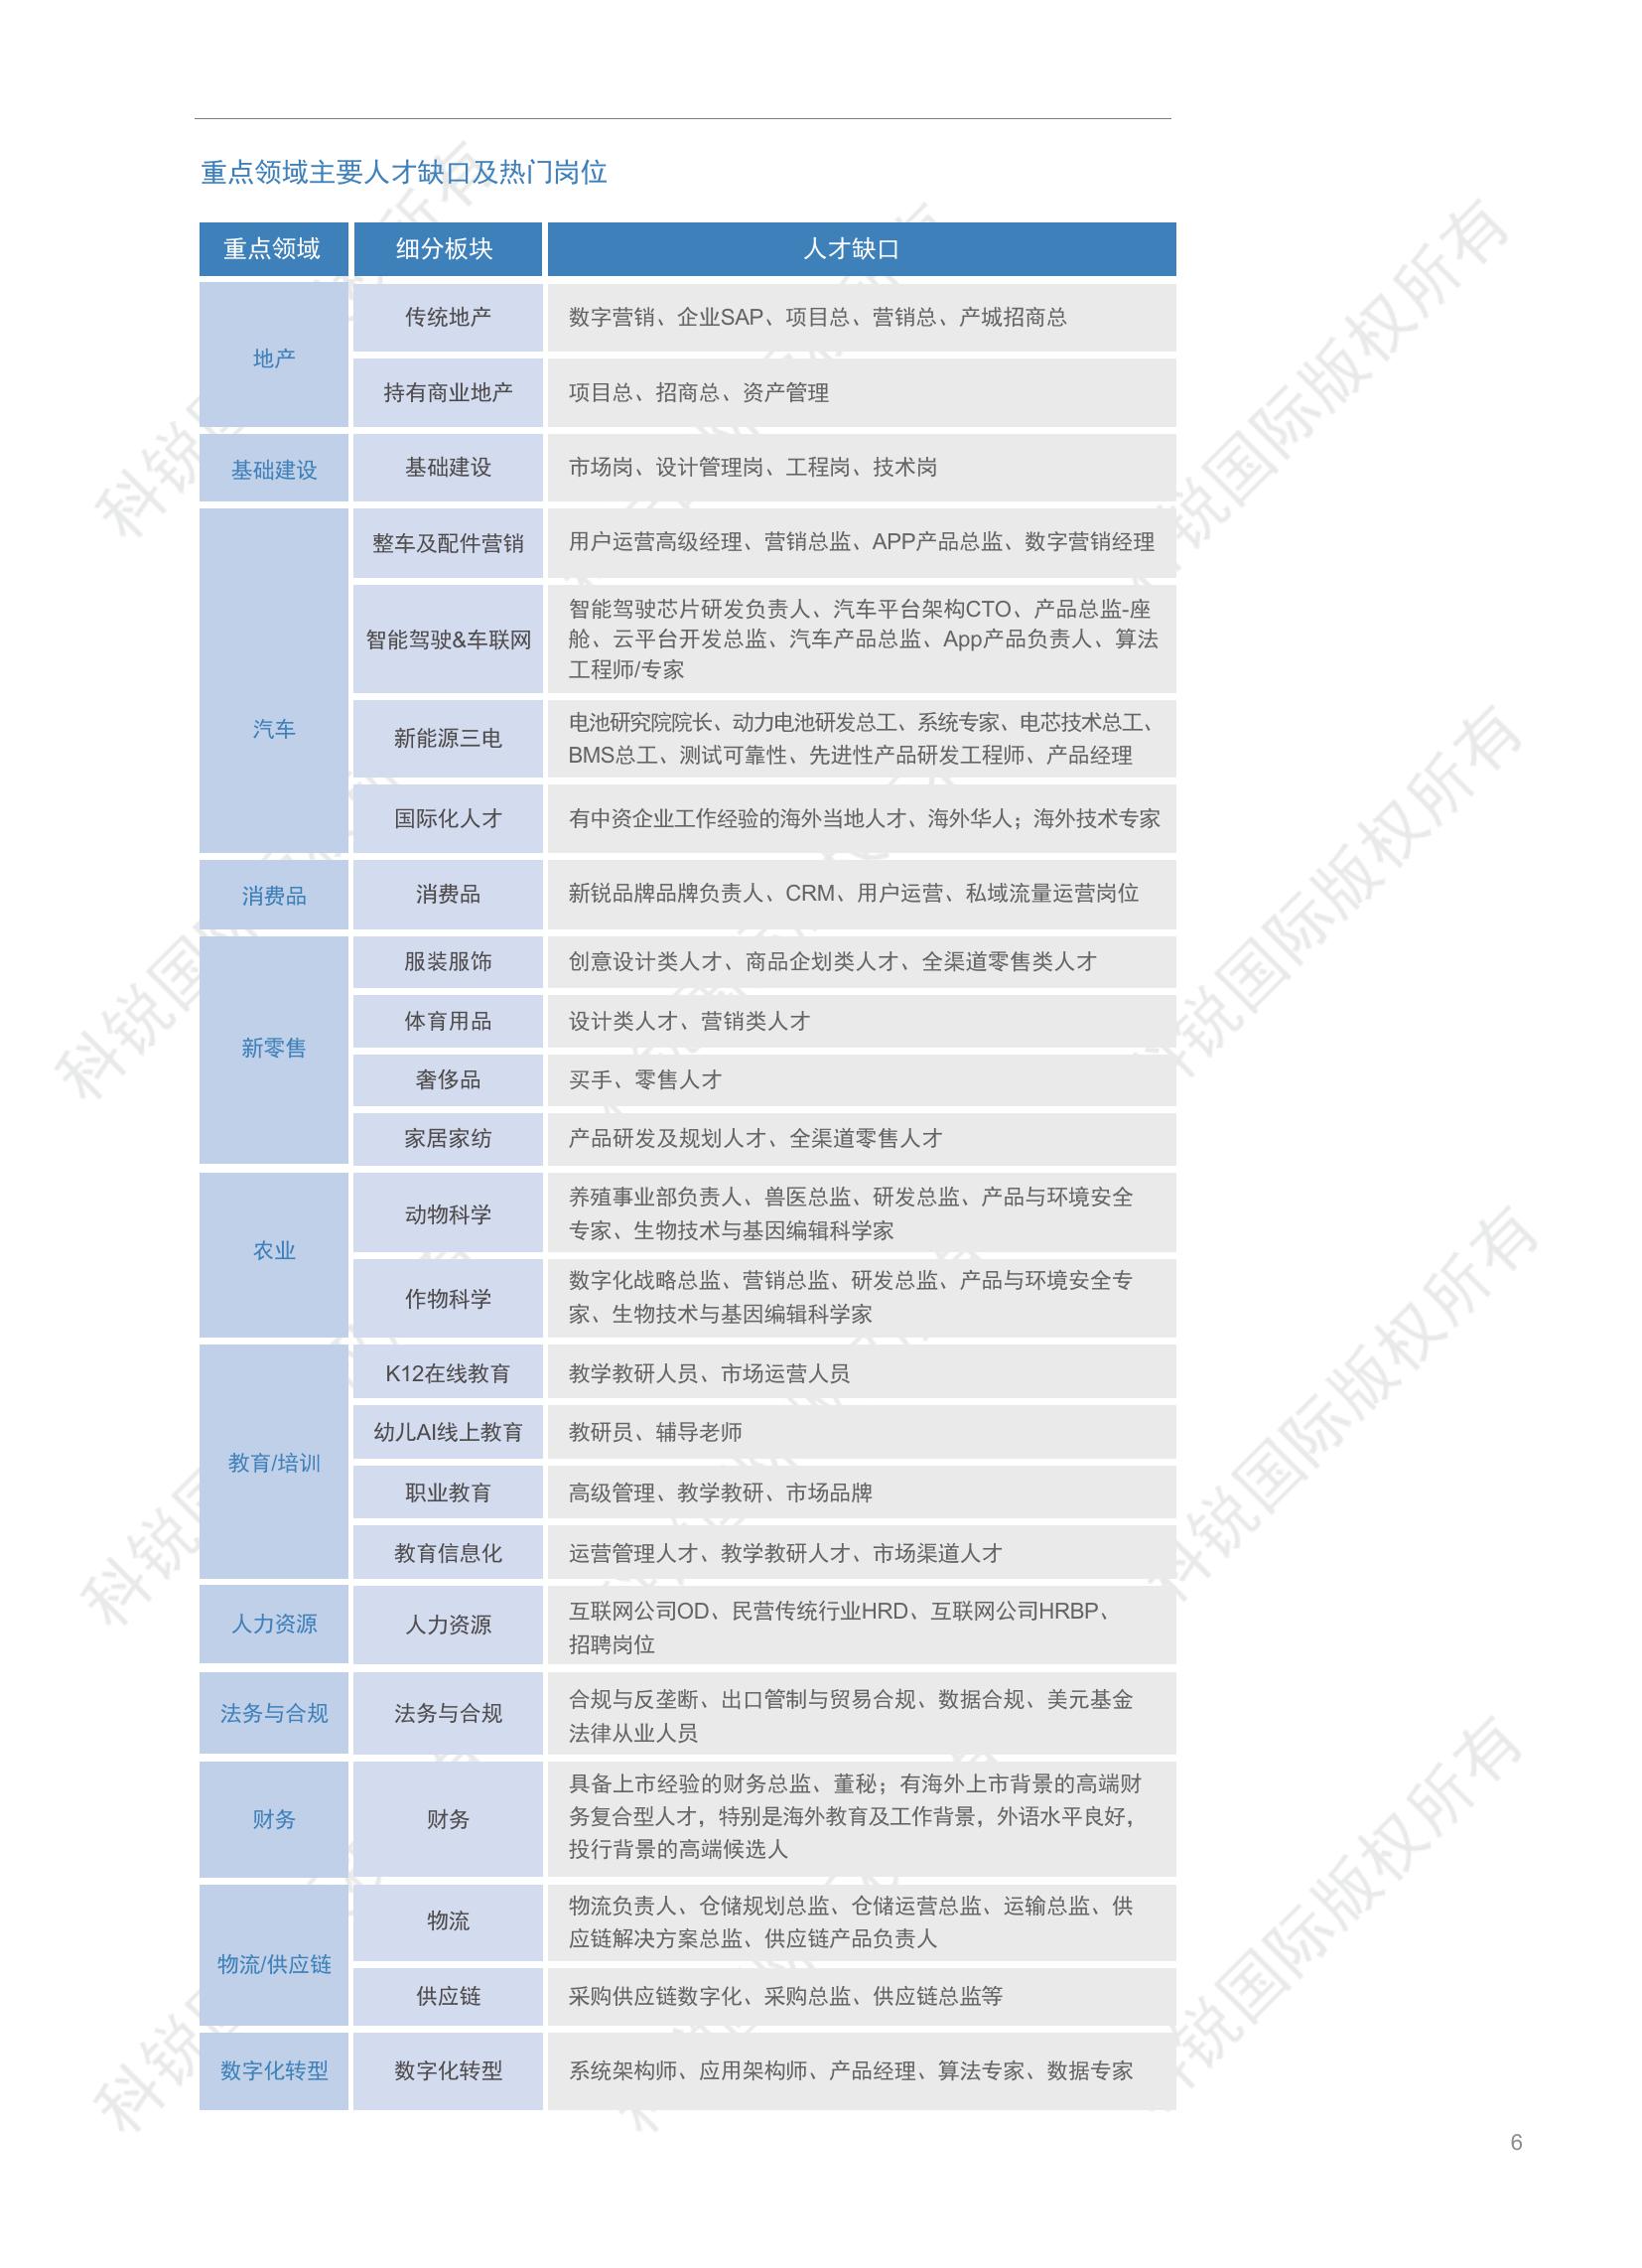 重点领域主要人才缺口及热门岗位
重点领域 细分板块 人才缺口
地产
传统地产 数字营销、企业SAP、项目总、营销总、产城招商总
持有商业地产 项目总、招商总、资产管理
基础建设 基础建设 市场岗、设计管理岗、工程岗、技术岗
汽车
整车及配件营销 用户运营高级经理、营销总监、APP产品总监、数字营销经理
智能驾驶&车联网 智能驾驶芯片研发负责人、汽车平台架构CTO、产品总监-座
舱、云平台开发总监、汽车产品总监、App产品负责人、算法
工程师/专家
新能源三电 电池研究院院长、动力电池研发总工、系统专家、电芯技术总工、
BMS总工、测试可靠性、先进性产品研发工程师、产品经理
国际化人才 有中资企业工作经验的海外当地人才、海外华人；海外技术专家
消费品 消费品 新锐品牌品牌负责人、CRM、用户运营、私域流量运营岗位
新零售
服装服饰 创意设计类人才、商品企划类人才、全渠道零售类人才
体育用品 设计类人才、营销类人才
奢侈品 买手、零售人才
家居家纺 产品研发及规划人才、全渠道零售人才
农业
动物科学 养殖事业部负责人、兽医总监、研发总监、产品与环境安全
专家、生物技术与基因编辑科学家
作物科学 数字化战略总监、营销总监、研发总监、产品与环境安全专
家、生物技术与基因编辑科学家
教育/培训
K12在线教育 教学教研人员、市场运营人员
幼儿AI线上教育 教研员、辅导老师
职业教育 高级管理、教学教研、市场品牌
教育信息化 运营管理人才、教学教研人才、市场渠道人才
人力资源 人力资源 互联网公司OD、民营传统行业HRD、互联网公司HRBP、
招聘岗位
法务与合规 法务与合规 合规与反垄断、出口管制与贸易合规、数据合规、美元基金
法律从业人员
财务 财务 具备上市经验的财务总监、董秘；有海外上市背景的高端财
务复合型人才，特别是海外教育及工作背景，外语水平良好，
投行背景的高端候选人
物流/供应链
物流 物流负责人、仓储规划总监、仓储运营总监、运输总监、供
应链解决方案总监、供应链产品负责人
供应链 采购供应链数字化、采购总监、供应链总监等
数字化转型 数字化转型 系统架构师、应用架构师、产品经理、算法专家、数据专家
科锐国际版权所有
科锐国际版权所有
科锐国际版权所有
科锐国际版权所有
6